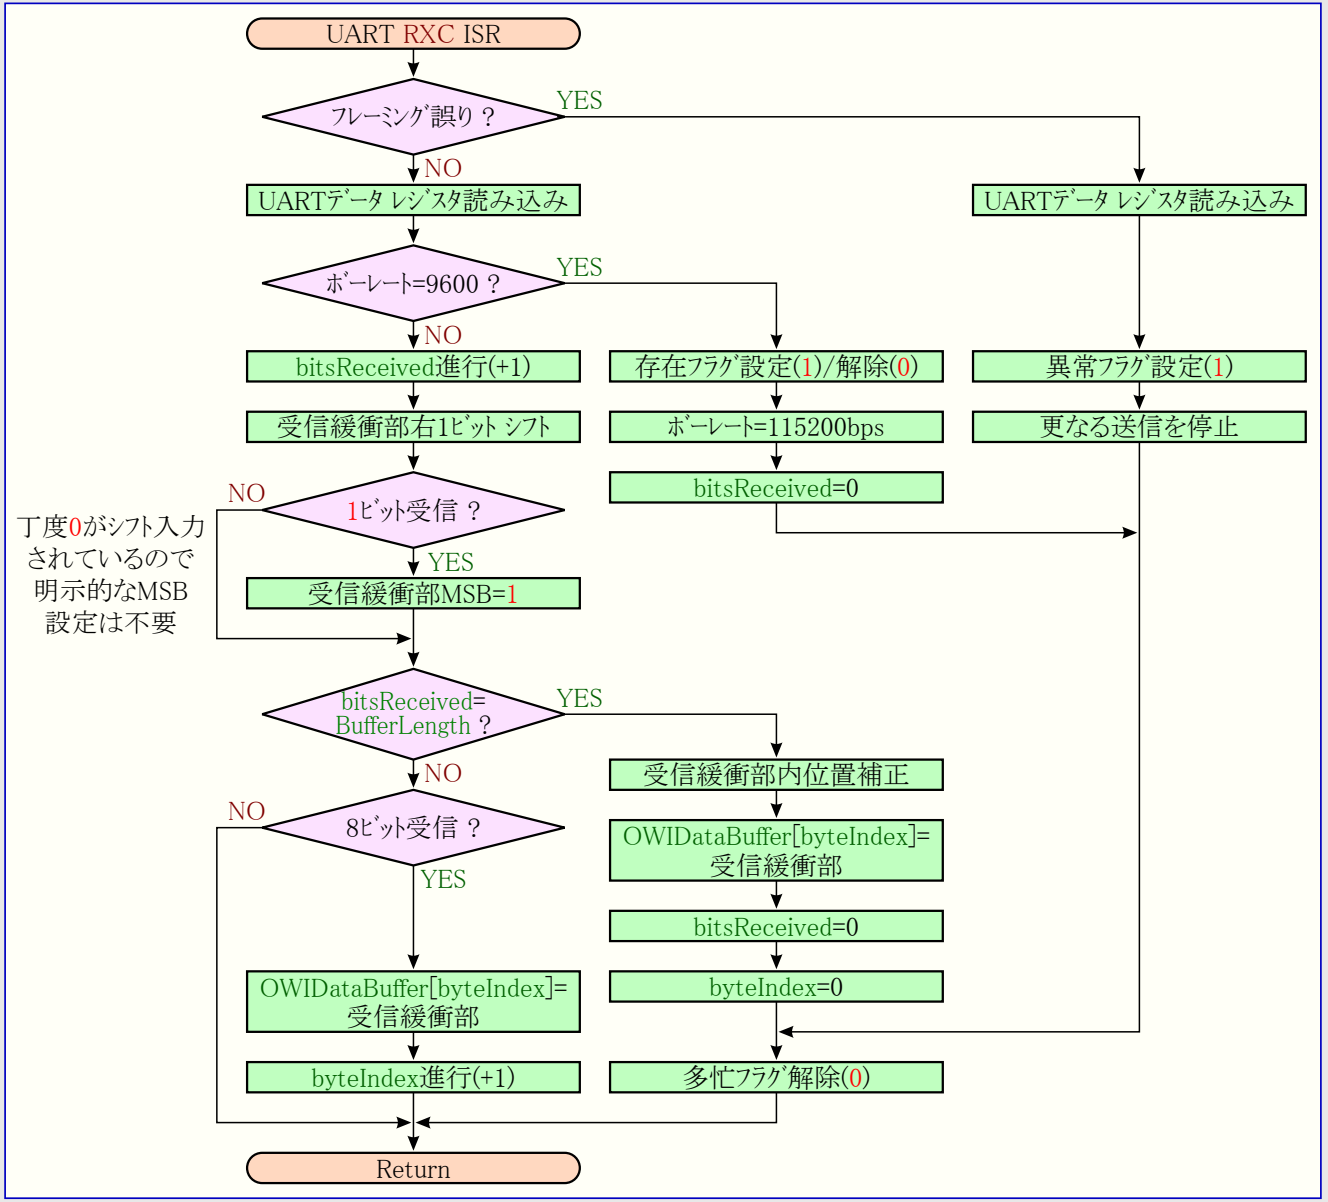 UART RXC ISR
フレーミング誤り ?
YES
NO
UARTデータ レジスタ読み込み
UARTデータ レジスタ読み込み
ボーレート=9600 ?
YES
NO
bitsReceived進行(+1)
存在フラグ設定(1)/解除(0)
異常フラグ設定(1)
受信緩衝部右1ビット シフト
ボーレート=115200bps
更なる送信を停止
bitsReceived=0
NO
1ビット受信 ?
YES
丁度0がシフト入力
されているので
明示的なMSB
設定は不要
受信緩衝部MSB=1
bitsReceived=
BufferLength ?
YES
NO
受信緩衝部内位置補正
NO
8ビット受信 ?
YES
OWIDataBuffer[byteIndex]=
受信緩衝部
bitsReceived=0
byteIndex=0
OWIDataBuffer[byteIndex]=
受信緩衝部
byteIndex進行(+1)
多忙フラグ解除(0)
Return